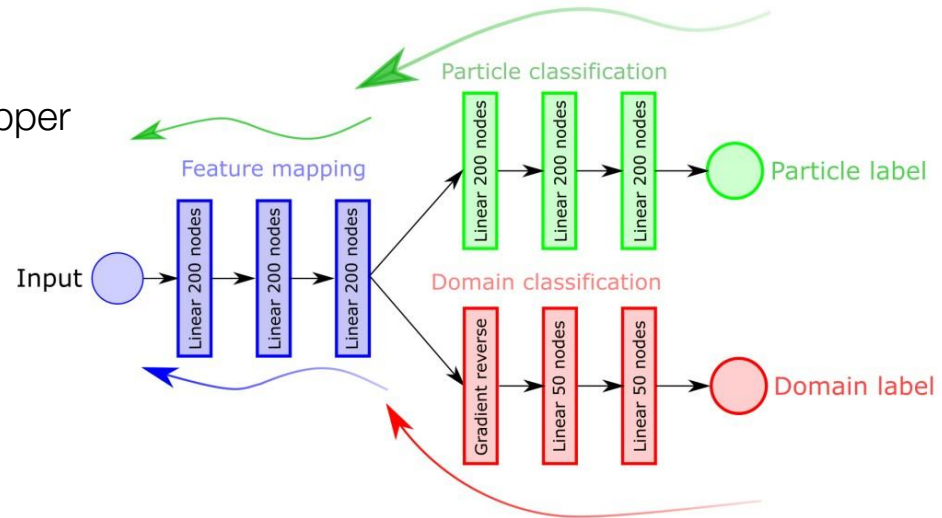 Particle classification
Feature mapping
Linear 200 nodes
Linear 200 nodes
Linear 200 nodes
Particle label
Input
Linear 200 nodes
Linear 200 nodes
Linear 200 nodes
Domain classification
Gradient reverse
Linear 50 nodes
Linear 50 nodes
Domain label